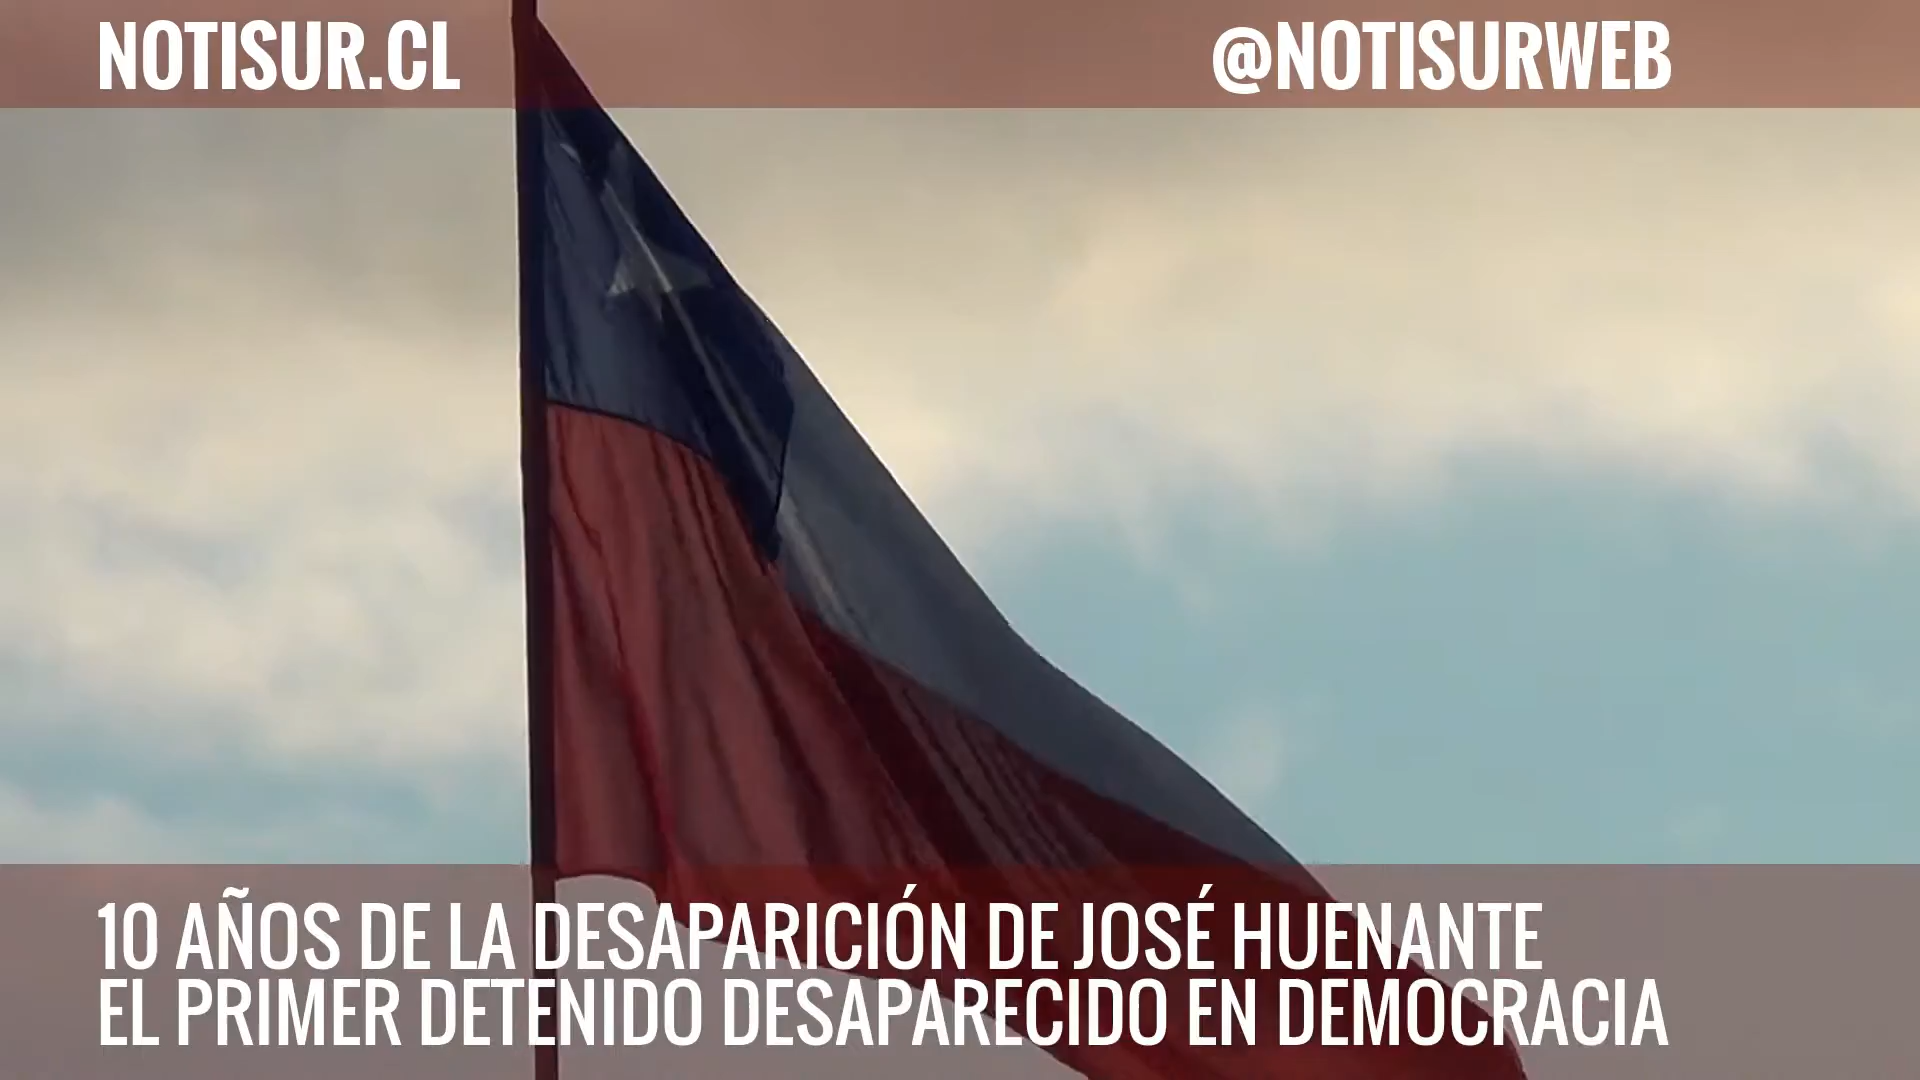 NOTISUR.CL
@NOTISURWEB
10 AÑOS DE LA DESAPARICIÓN DE JOSÉ HUENANTE
EL PRIMER DETENIDO DESAPARECIDO EN DEMOCRACIA